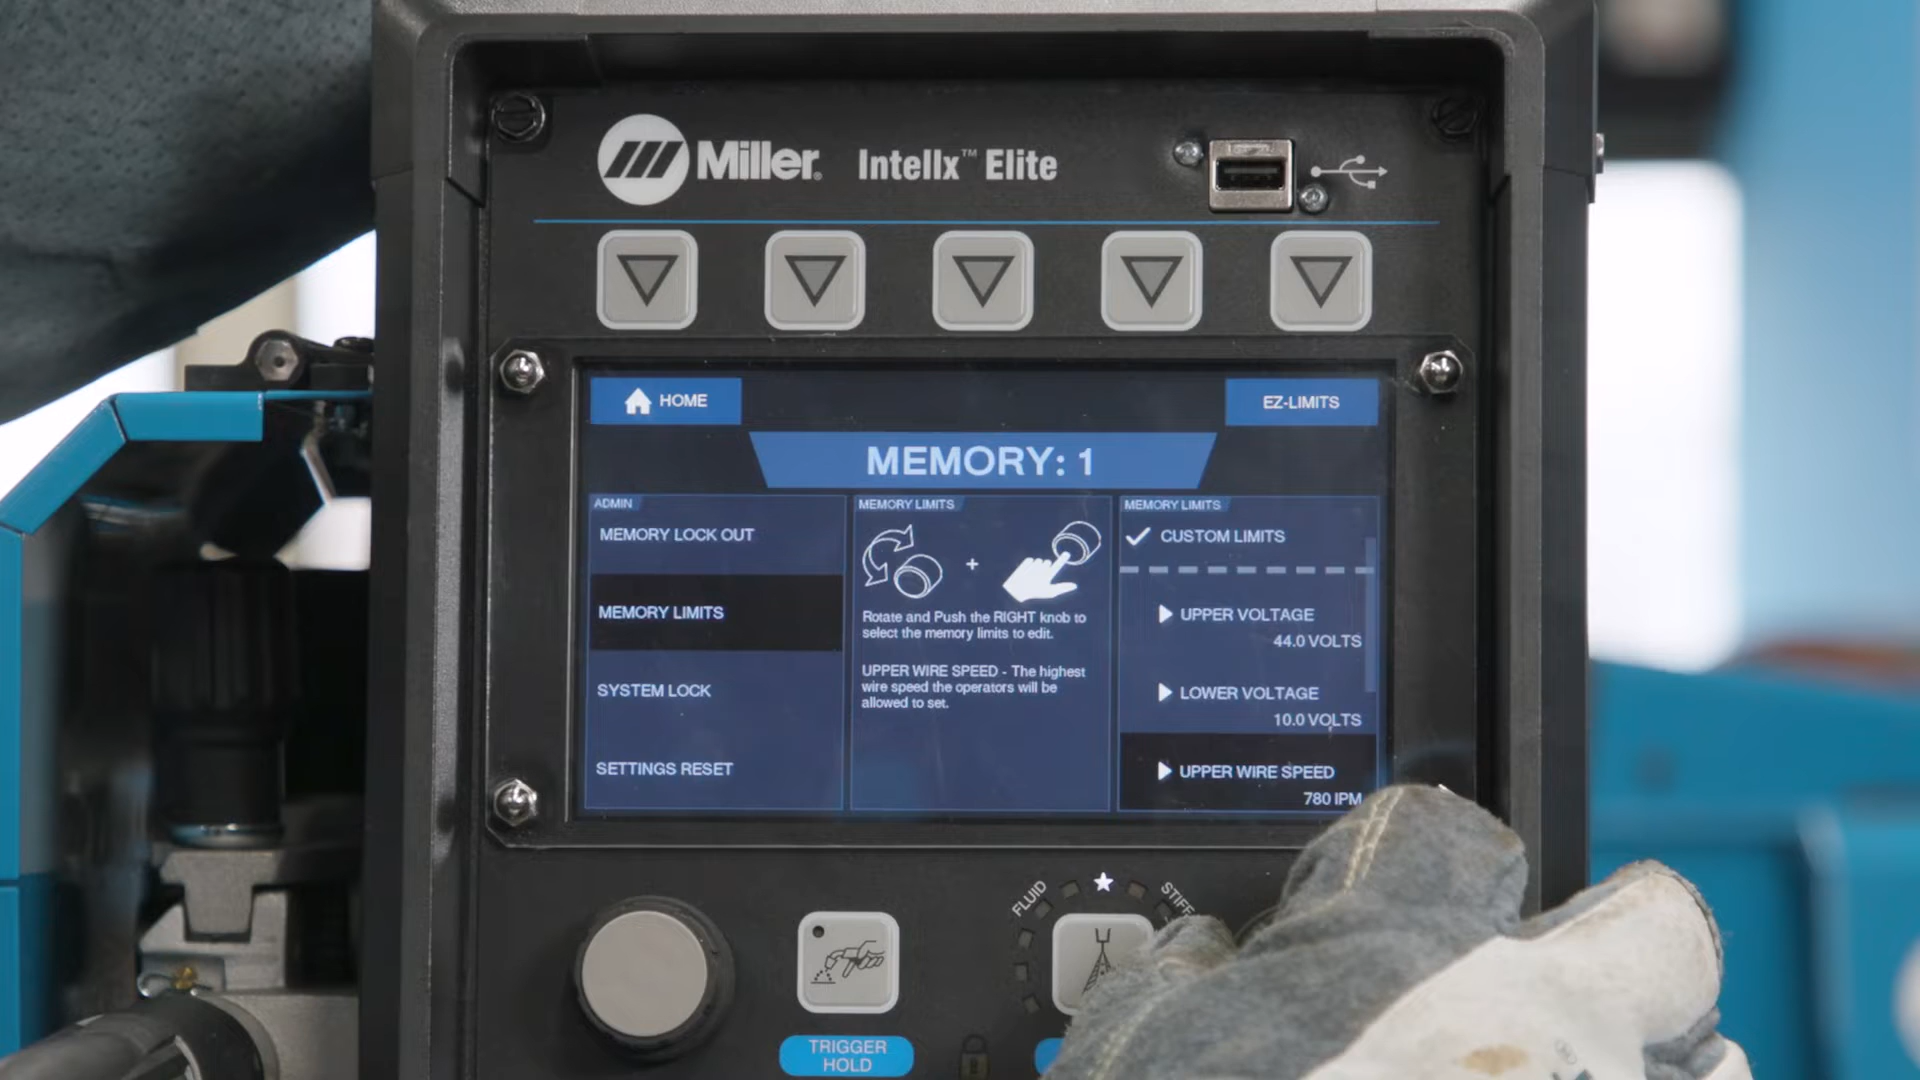 Miller® Intellx™ Elite
HOME
EZ-LIMITS
MEMORY: 1
ADMIN
MEMORY LOCK OUT
MEMORY LIMITS
SYSTEM LOCK
SETTINGS RESET
MEMORY LIMITS
+
Rotate and Push the RIGHT knob to
select the memory limits to edit.
UPPER WIRE SPEED - The highest
wire speed the operators will be
allowed to set.
MEMORY LIMITS
CUSTOM LIMITS
UPPER VOLTAGE
44.0 VOLTS
LOWER VOLTAGE
10.0 VOLTS
UPPER WIRE SPEED
780 IPM
FLUID
STIFF
TRIGGER
HOLD